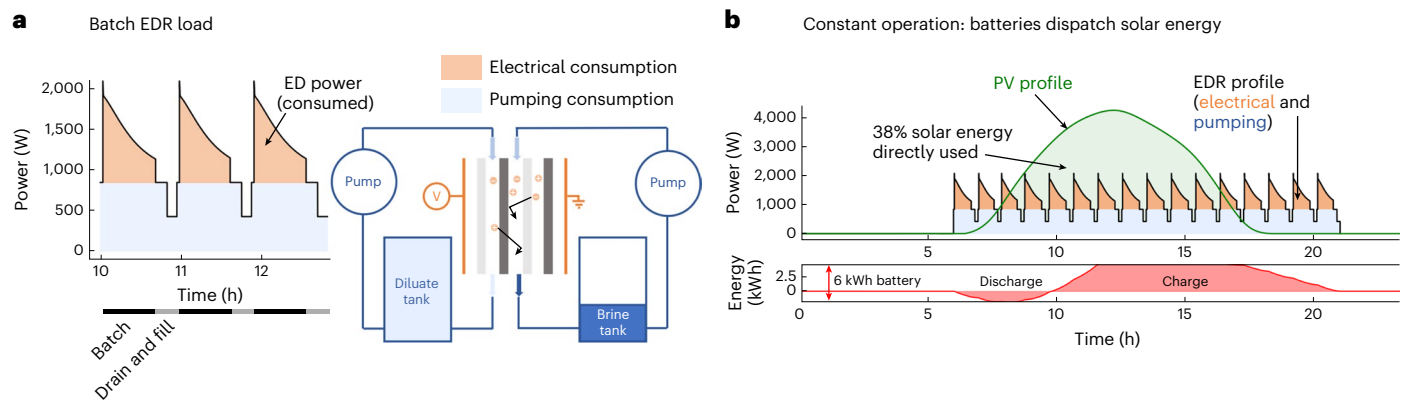 a
Batch EDR load
Electrical consumption
Pumping consumption
ED power
(consumed)
2,000
1,500
1,000
500
0
Power (W)
10
11
12
Time (h)
Batch
Drain and fill
Pump
V
Pump
Diluate
tank
Brine
tank
b
Constant operation: batteries dispatch solar energy
PV profile
EDR profile
(electrical and
pumping)
38% solar energy
directly used
4,000
3,000
2,000
1,000
0
Power (W)
5
10
15
20
Energy
(kWh)
2.5
0
6 kWh battery
Discharge
Charge
0
5
10
15
20
Time (h)